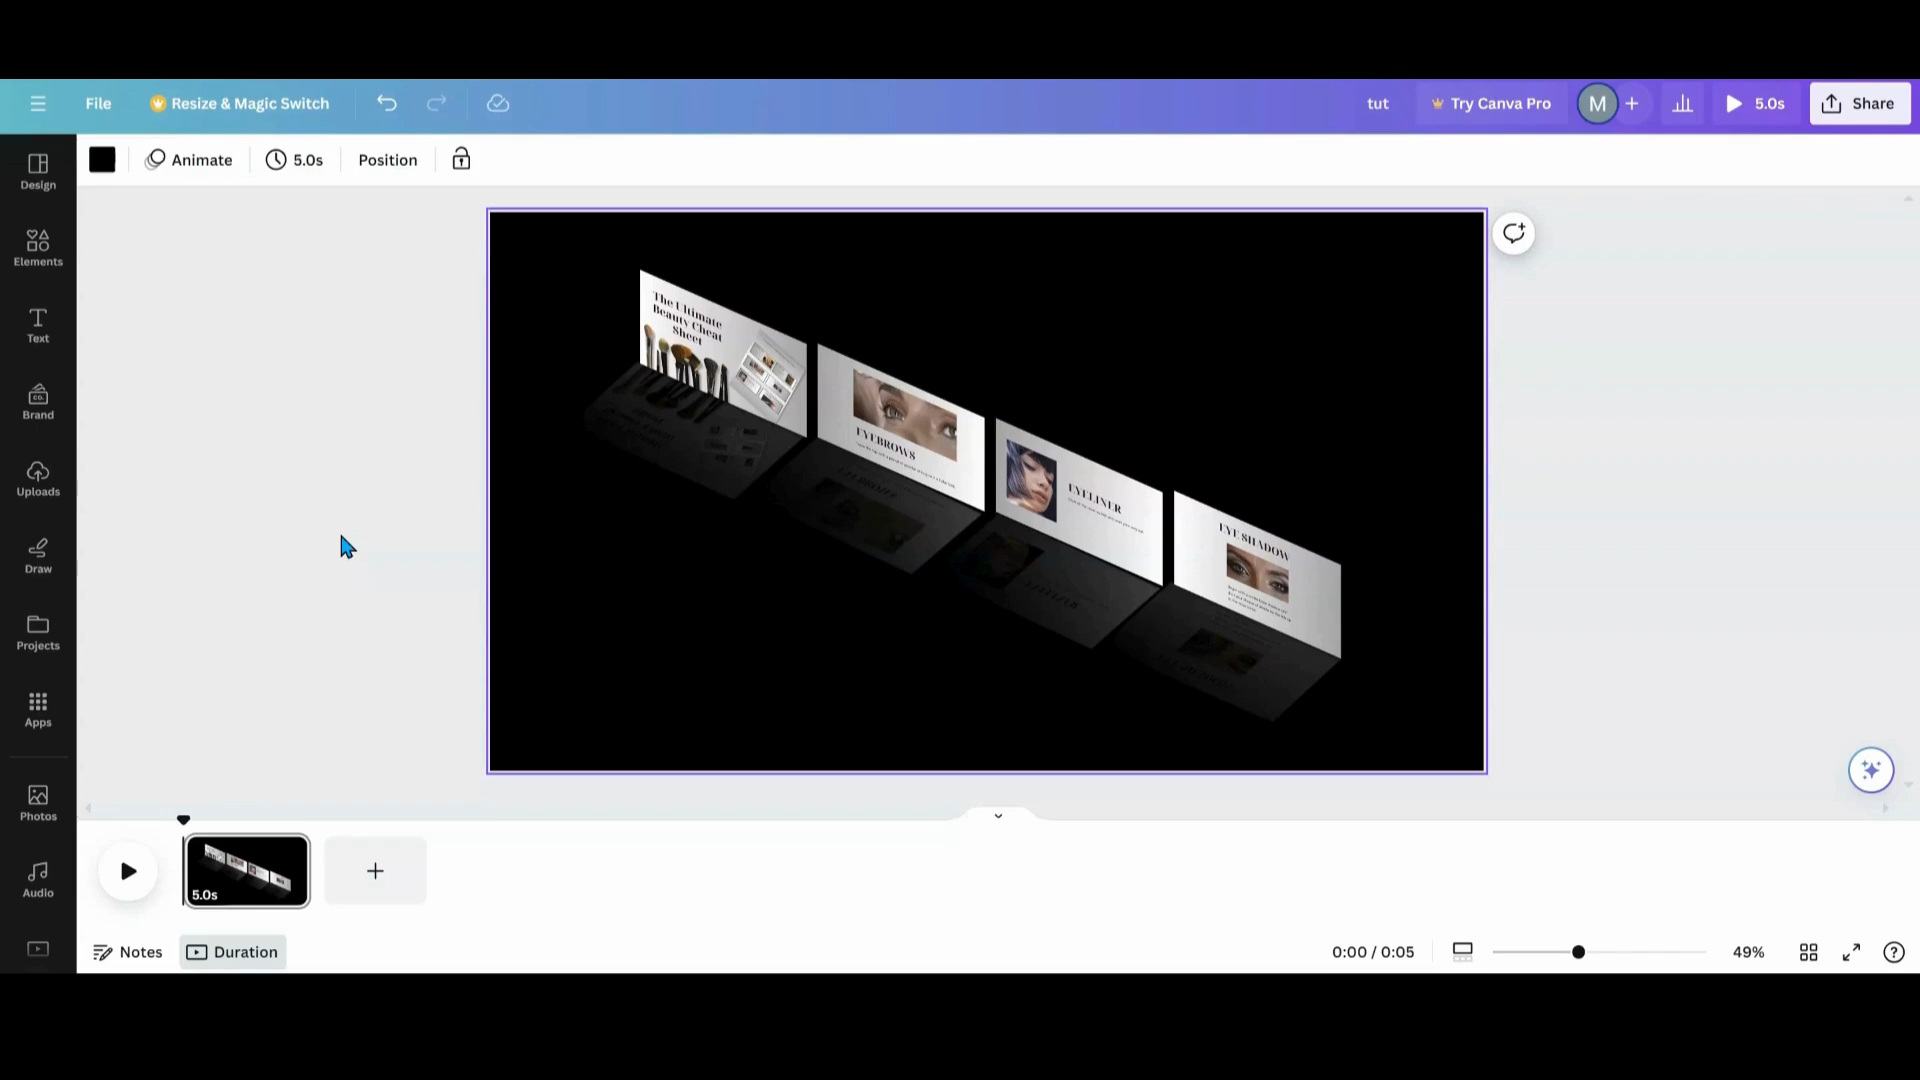 File
Resize & Magic Switch
tut
Try Canva Pro
M
5.0s
Share
Animate
5.0s
Position
Design
Elements
Text
Brand
CO.
Uploads
Draw
Projects
Apps
Photos
Audio
The Ultimate
Beauty Cheat
Sheet
EYEBROWS
EYELINER
EYE SHADOW
5.0s
Notes
Duration
0:00 / 0:05
49%